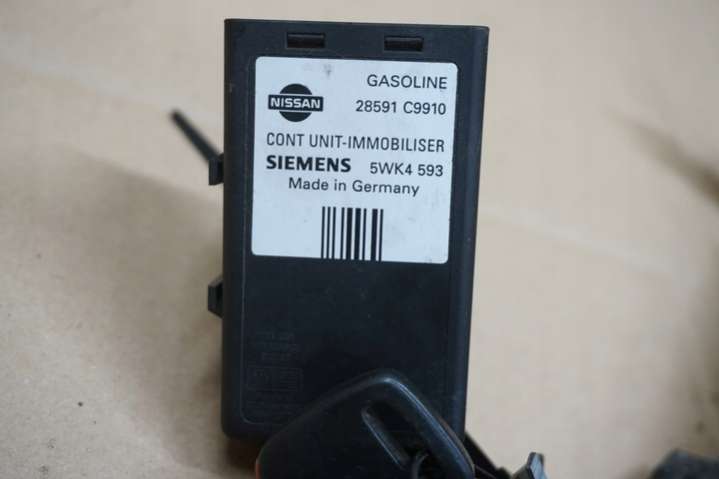 GASOLINE
NISSAN
28591 C9910
CONT UNIT-IMMOBILISER
SIEMENS 5WK4 593
Made in Germany